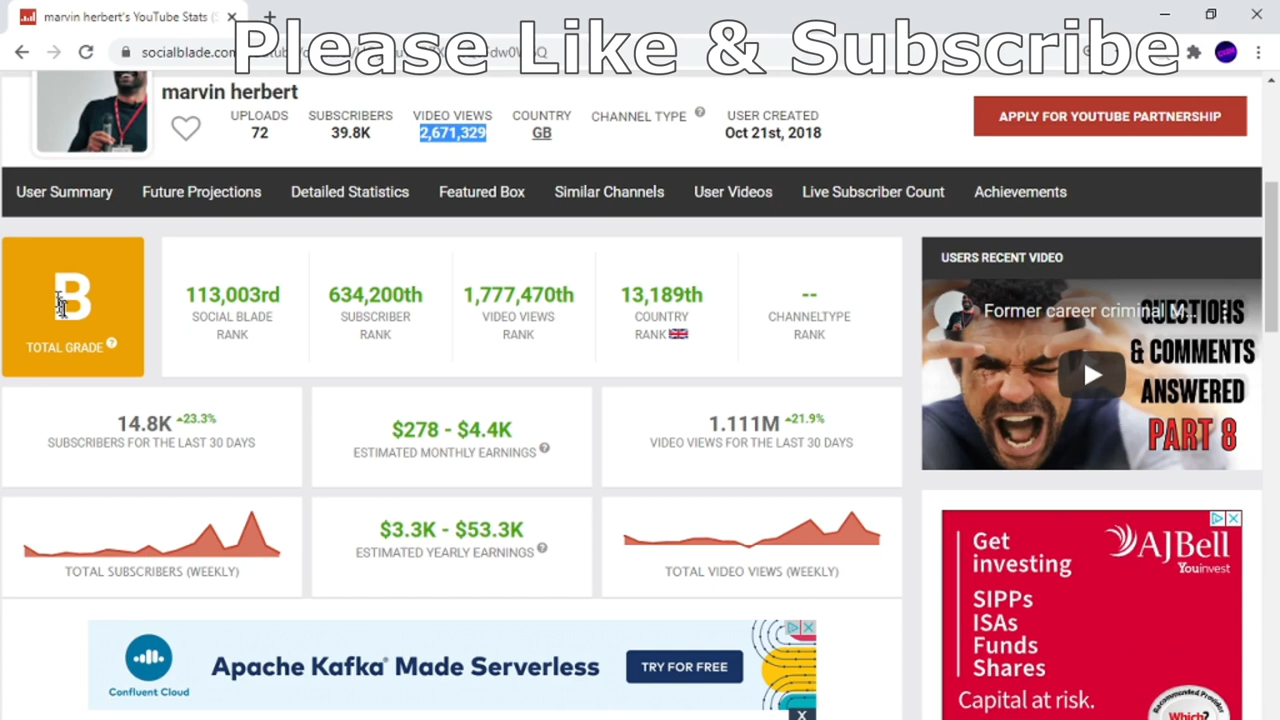 marvin herbert's YouTube Stats (S
Please Like & Subscribe
socialblade.com
marvin herbert
UPLOADS
72
SUBSCRIBERS
39.8K
VIDEO VIEWS
2,671,329
COUNTRY
GB
CHANNEL TYPE
USER CREATED
Oct 21st, 2018
APPLY FOR YOUTUBE PARTNERSHIP
User Summary
Future Projections
Detailed Statistics
Featured Box
Similar Channels
User Videos
Live Subscriber Count
Achievements
B
TOTAL GRADE
113,003rd
SOCIAL BLADE
RANK
634,200th
SUBSCRIBER
RANK
1,777,470th
VIDEO VIEWS
RANK
13,189th
COUNTRY
RANK
--
CHANNELTYPE
RANK
USERS RECENT VIDEO
Former career criminal M...
QUESTIONS
& COMMENTS
ANSWERED
PART 8
14.8K 23.3%
SUBSCRIBERS FOR THE LAST 30 DAYS
$278 - $4.4K
ESTIMATED MONTHLY EARNINGS
1.111M 21.9%
VIDEO VIEWS FOR THE LAST 30 DAYS
TOTAL SUBSCRIBERS (WEEKLY)
$3.3K - $53.3K
ESTIMATED YEARLY EARNINGS
TOTAL VIDEO VIEWS (WEEKLY)
Get
investing
AJBell
Youinvest
SIPPs
ISAs
Funds
Shares
Capital at risk.
Recommended Provider
Which?
Confluent Cloud
Apache Kafka® Made Serverless
TRY FOR FREE